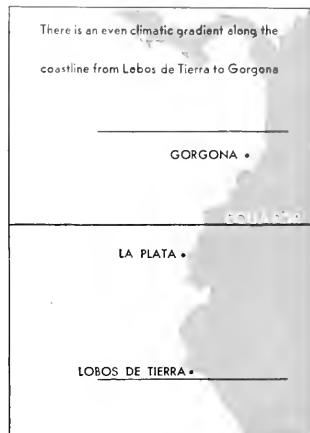 There is an even climatic gradient along the
coastline from Lobos de Tierra to Gorgona
GORGONA
EQUATOR
LA PLATA
LOBOS DE TIERRA